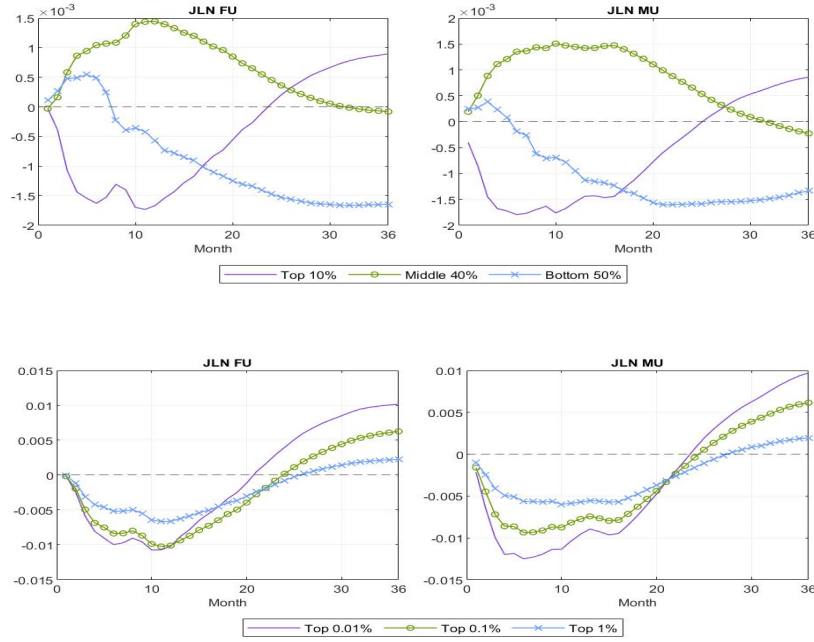 JLN FU
×10⁻³
1.5
1
0.5
0
-0.5
-1
-1.5
-2
0 10 20 30 36
Month
JLN MU
×10⁻³
2
1.5
1
0.5
0
-0.5
-1
-1.5
-2
0 10 20 30 36
Month
Top 10% Middle 40% Bottom 50%
JLN FU
0.015
0.01
0.005
0
-0.005
-0.01
-0.015
0 10 20 30 36
Month
JLN MU
0.01
0.005
0
-0.005
-0.01
-0.015
0 10 20 30 36
Month
Top 0.01% Top 0.1% Top 1%